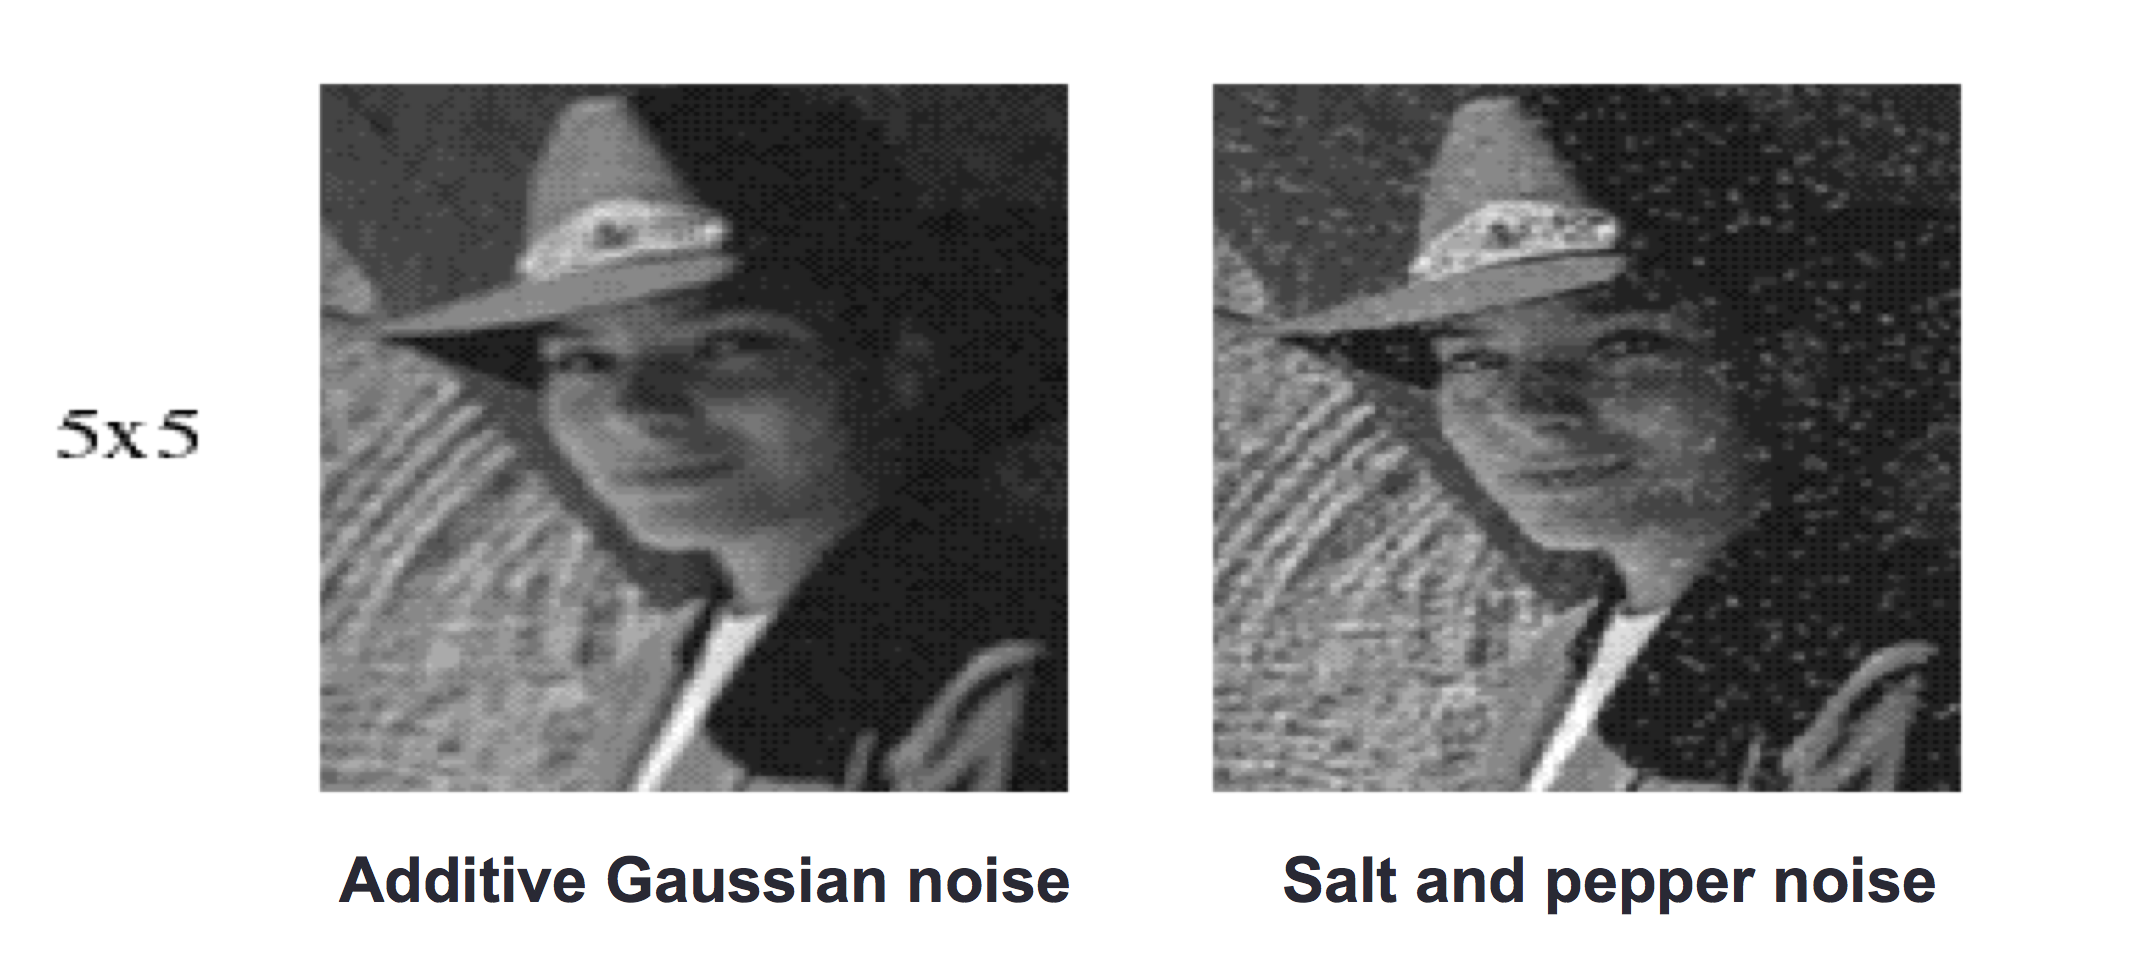 5x5
Additive Gaussian noise
Salt and pepper noise